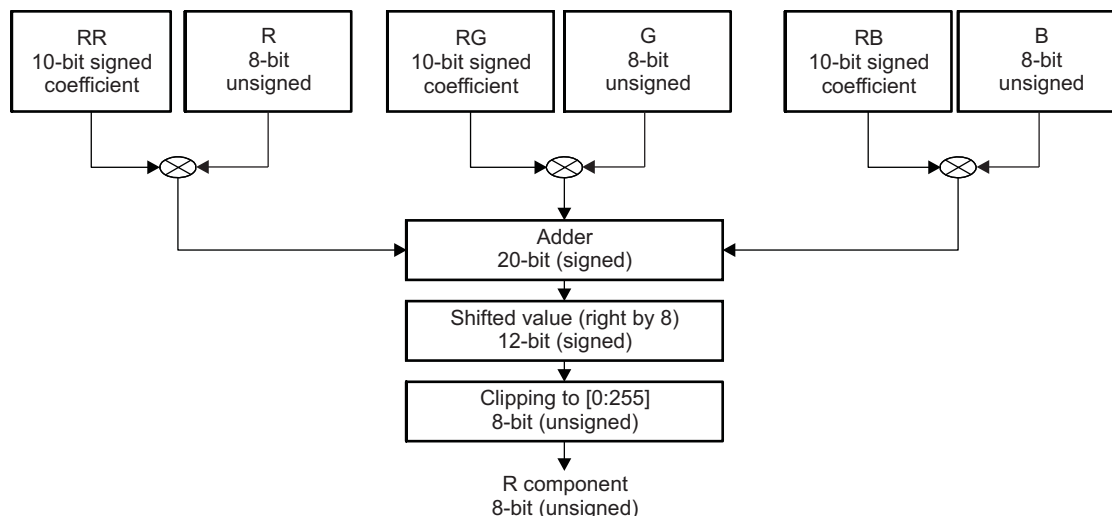 RR
10-bit signed
coefficient
R
8-bit
unsigned
RG
10-bit signed
coefficient
G
8-bit
unsigned
RB
10-bit signed
coefficient
B
8-bit
unsigned
Adder
20-bit (signed)
Shifted value (right by 8)
12-bit (signed)
Clipping to [0:255]
8-bit (unsigned)
R component
8-bit (unsigned)